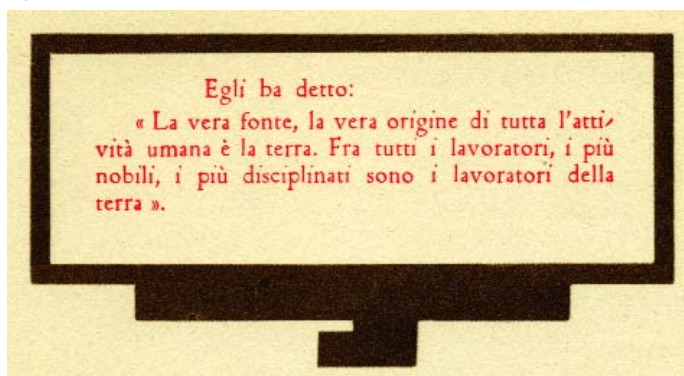 Egli ha detto:
« La vera fonte, la vera origine di tutta l'atti-
vità umana è la terra. Fra tutti i lavoratori, i più
nobili, i più disciplinati sono i lavoratori della
terra ».